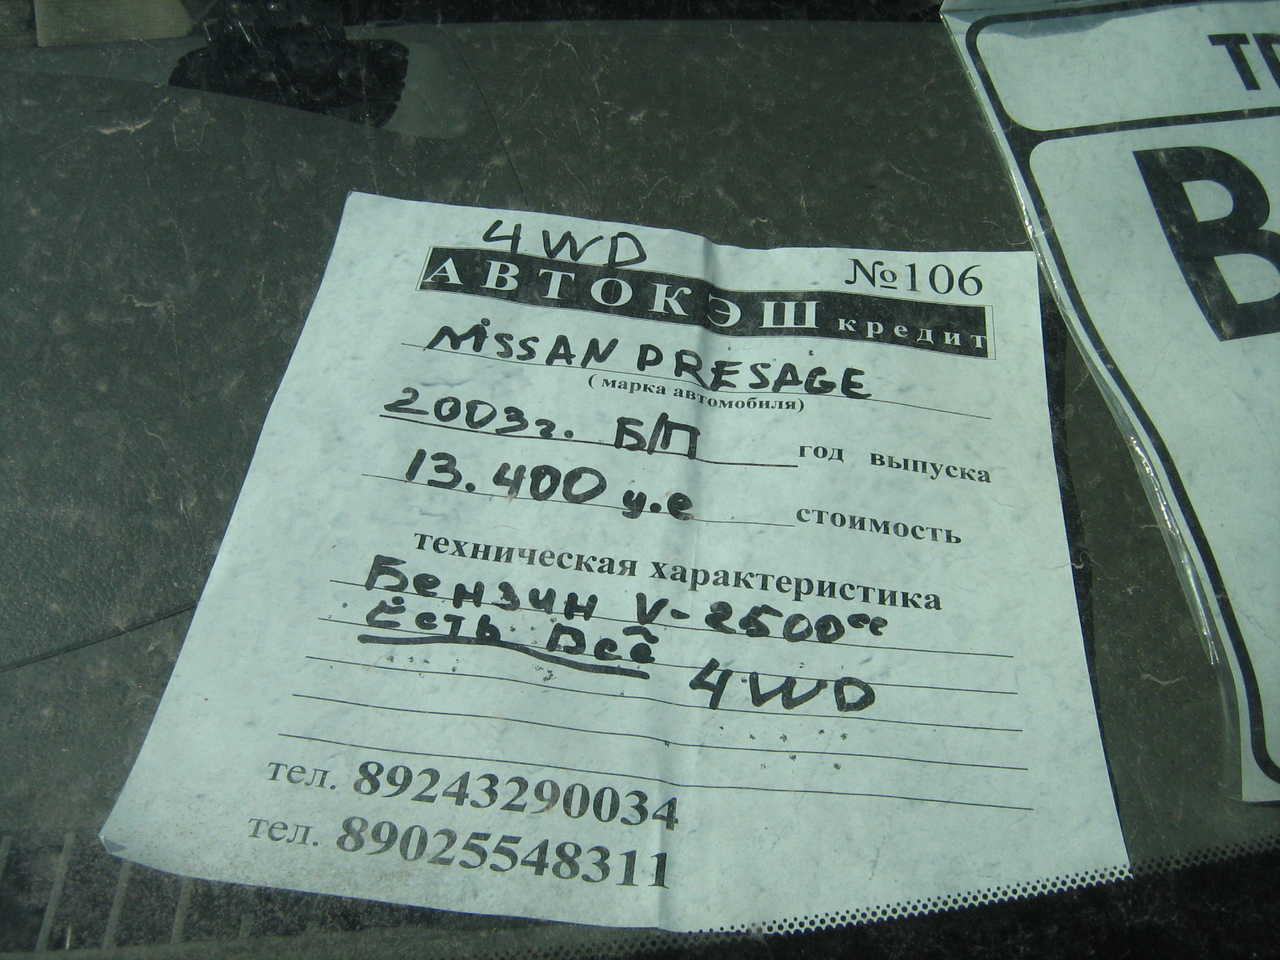 4WD
№106
АВТОКЭШ кредит
NiSSAN PRESAGE
(марка автомобиля)
2003г. Б/П год выпуска
13.400 у.е стоимость
техническая характеристика
Бензин V-2500cc
Есть Всё 4WD
тел. 89243290034
тел. 89025548311